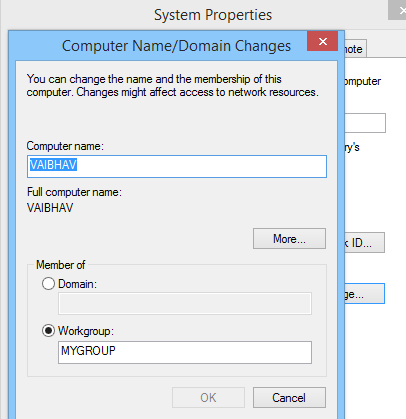 System Properties
Computer Name/Domain Changes
mote
You can change the name and the membership of this
computer. Changes might affect access to network resources.
omputer
Computer name:
ry's
VAIBHAV
Full computer name:
VAIBHAV
More...
k ID...
Member of
Domain:
ge...
Workgroup:
MYGROUP
OK
Cancel